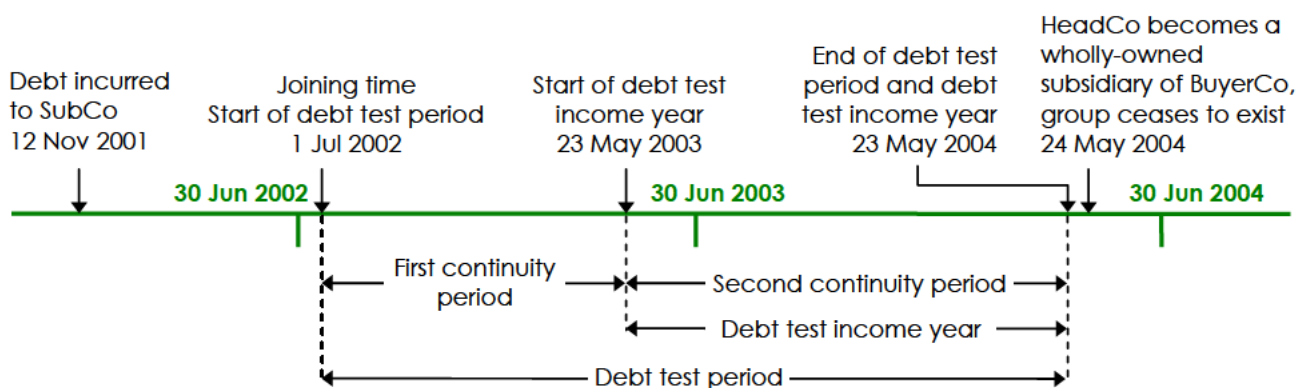 Debt incurred
to SubCo
12 Nov 2001
Joining time
Start of debt test period
1 Jul 2002
Start of debt test
income year
23 May 2003
End of debt test
period and debt
test income year
23 May 2004
HeadCo becomes a
wholly-owned
subsidiary of BuyerCo,
group ceases to exist
24 May 2004
30 Jun 2002
30 Jun 2003
30 Jun 2004
First continuity
period
Second continuity period
Debt test income year
Debt test period